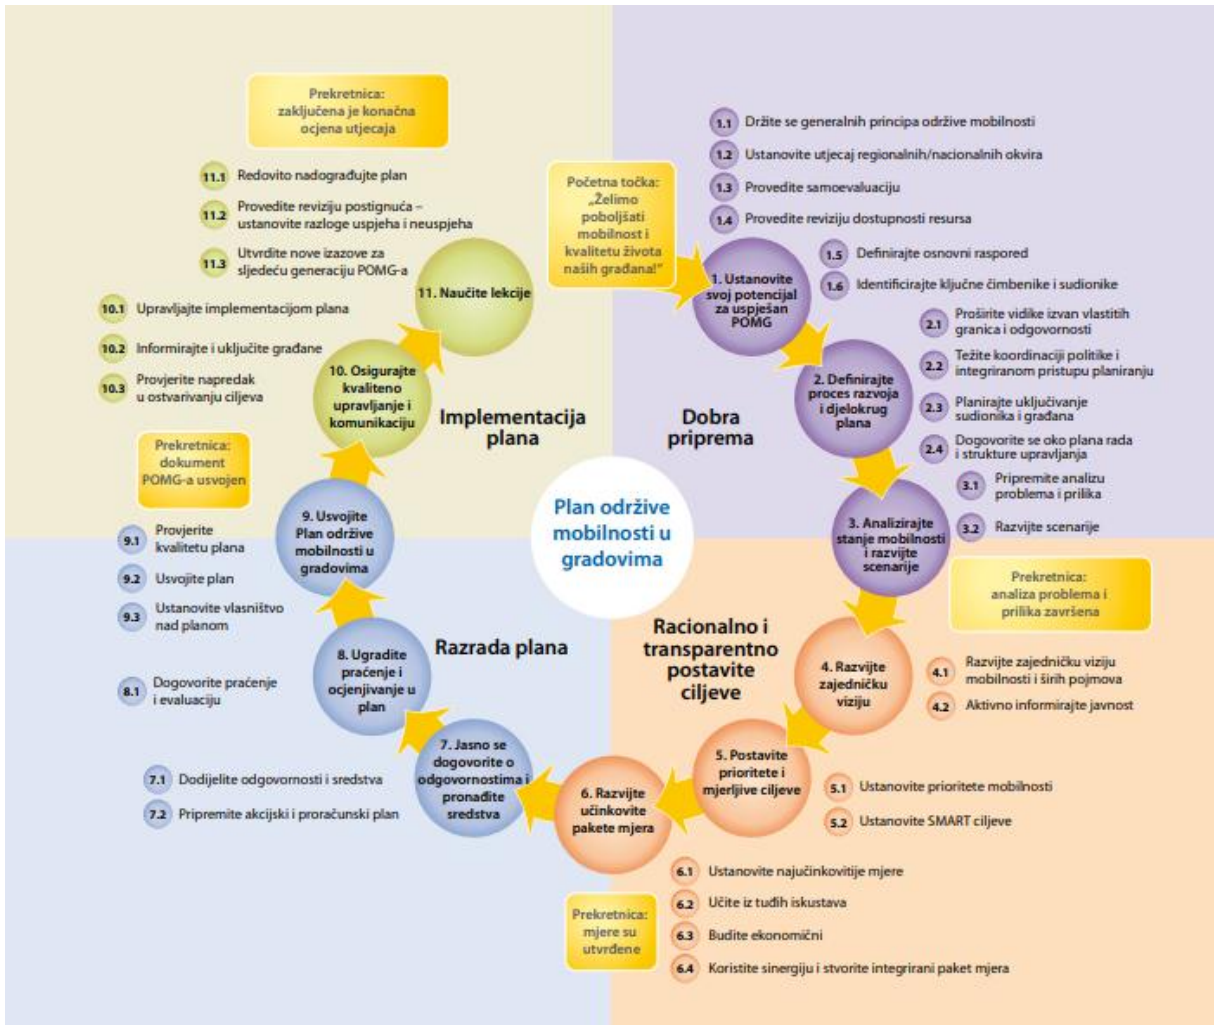 Prekretnica:
zaključena je konačna
ocjena utjecaja
11.1 Redovito nadograđujte plan
11.2 Provedite reviziju postignuća –
ustanovite razloge uspjeha i neuspjeha
11.3 Utvrdite nove izazove za
sljedeću generaciju POMG-a
10.1 Upravljajte implementacijom plana
10.2 Informirajte i uključite građane
10.3 Provjerite napredak
u ostvarivanju ciljeva
Prekretnica:
dokument
POMG-a usvojen
Početna točka:
„Želimo
poboljšati
mobilnost i
kvalitetu života
naših građana!“
1.1 Držite se generalnih principa održive mobilnosti
1.2 Ustanovite utjecaj regionalnih/nacionalnih okvira
1.3 Provedite samoevaluaciju
1.4 Provedite reviziju dostupnosti resursa
1.5 Definirajte osnovni raspored
1.6 Identificirajte ključne čimbenike i sudionike
1. Ustanovite
svoj potencijal
za uspješan
POMG
2.1 Proširite vidike izvan vlastitih
granica i odgovornosti
2.2 Težite koordinaciji politike i
integriranom pristupu planiranju
2.3 Planirajte uključivanje
sudionika i građana
2.4 Dogovorite se oko plana rada
i strukture upravljanja
2. Definirajte
proces razvoja
i djelokrug
plana
3.1 Pripremite analizu
problema i prilika
3.2 Razvijte scenarije
3. Analizirajte
stanje mobilnosti
i razvijte
scenarije
11. Naučite lekcije
10. Osigurajte
kvaliteno
upravljanje i
komunikaciju
Implementacija
plana
Dobra
priprema
Plan održive
mobilnosti u
gradovima
9. Usvojite
Plan održive
mobilnosti u
gradovima
9.1 Provjerite
kvalitetu plana
9.2 Usvojite plan
9.3 Ustanovite vlasništvo
nad planom
Prekretnica:
analiza problema i
prilika završena
Razrada plana
Racionalno i
transparentno
postavite
ciljeve
8. Ugradite
praćenje i
ocjenjivanje u
plan
8.1 Dogovorite praćenje
i evaluaciju
4. Razvijte
zajedničku
viziju
4.1 Razvijte zajedničku viziju
mobilnosti i širih pojmova
4.2 Aktivno informirajte javnost
7. Jasno se
dogovorite o
odgovornostima i
pronađite
sredstva
7.1 Dodijelite odgovornosti i sredstva
7.2 Pripremite akcijski i proračunski plan
5. Postavite
prioritete i
mjerljive ciljeve
5.1 Ustanovite prioritete mobilnosti
5.2 Ustanovite SMART ciljeve
6. Razvijte
učinkovite
pakete mjera
6.1 Ustanovite najučinkovitije mjere
6.2 Učite iz tuđih iskustava
6.3 Budite ekonomični
6.4 Koristite sinergiju i stvorite integrirani paket mjera
Prekretnica:
mjere su
utvrđene